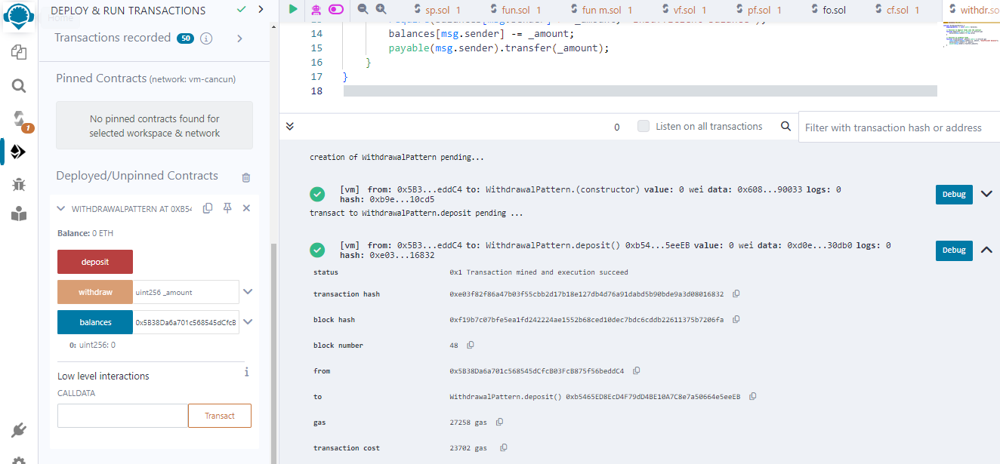 DEPLOY & RUN TRANSACTIONS
Transactions recorded 50 i
Pinned Contracts (network: vm-cancun)
No pinned contracts found for
selected workspace & network
Deployed/Unpinned Contracts
WITHDRAWALPATTERN AT 0XB54
Balance: 0 ETH
deposit
withdraw uint256 _amount
balances 0x5B38Da6a701c568545dCfcB
0: uint256: 0
Low level interactions i
CALLDATA
Transact
1
sp.sol 1 fun.sol 1 fun m.sol 1 vf.sol 1 pf.sol 1 fo.sol cf.sol 1 withdr.so
14 balances[msg.sender] -= _amount;
15 payable(msg.sender).transfer(_amount);
16 }
17 }
18
0 Listen on all transactions Filter with transaction hash or address
creation of WithdrawalPattern pending...
[vm] from: 0x5B3...eddC4 to: WithdrawalPattern.(constructor) value: 0 wei data: 0x608...90033 logs: 0
hash: 0xb9e...10cd5
Debug
transact to WithdrawalPattern.deposit pending ...
[vm] from: 0x5B3...eddC4 to: WithdrawalPattern.deposit() 0xb54...5eeEB value: 0 wei data: 0xd0e...30db0 logs: 0
hash: 0xe03...16832
Debug
status 0x1 Transaction mined and execution succeed
transaction hash 0xe03f82f86a47b03f55cbb2d17b18e127db4d76a91dabd5b90bde9a3d08016832
block hash 0xf19b7c07bfe5ea1fd242224ae1552b68ced10dec7bdc6cddb22611375b7206fa
block number 48
from 0x5B38Da6a701c568545dCfcB03FcB875f56beddC4
to WithdrawalPattern.deposit() 0xb5465ED8EcD4F79dD4BE10A7C8e7a50664e5eeEB
gas 27258 gas
transaction cost 23702 gas